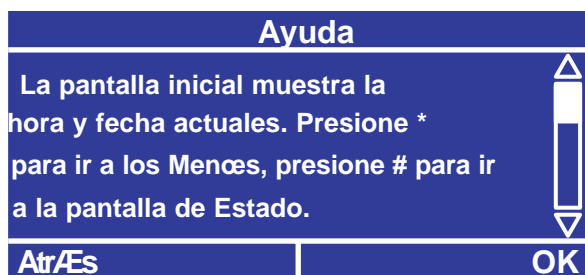 Ayuda
La pantalla inicial muestra la
hora y fecha actuales. Presione *
para ir a los Menœs, presione # para ir
a la pantalla de Estado.
AtrÆs OK